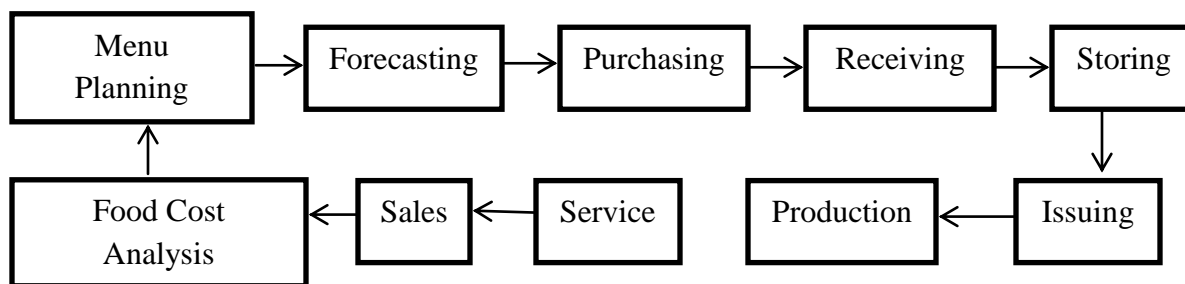 Menu
Planning
Forecasting
Purchasing
Receiving
Storing
Food Cost
Analysis
Sales
Service
Production
Issuing